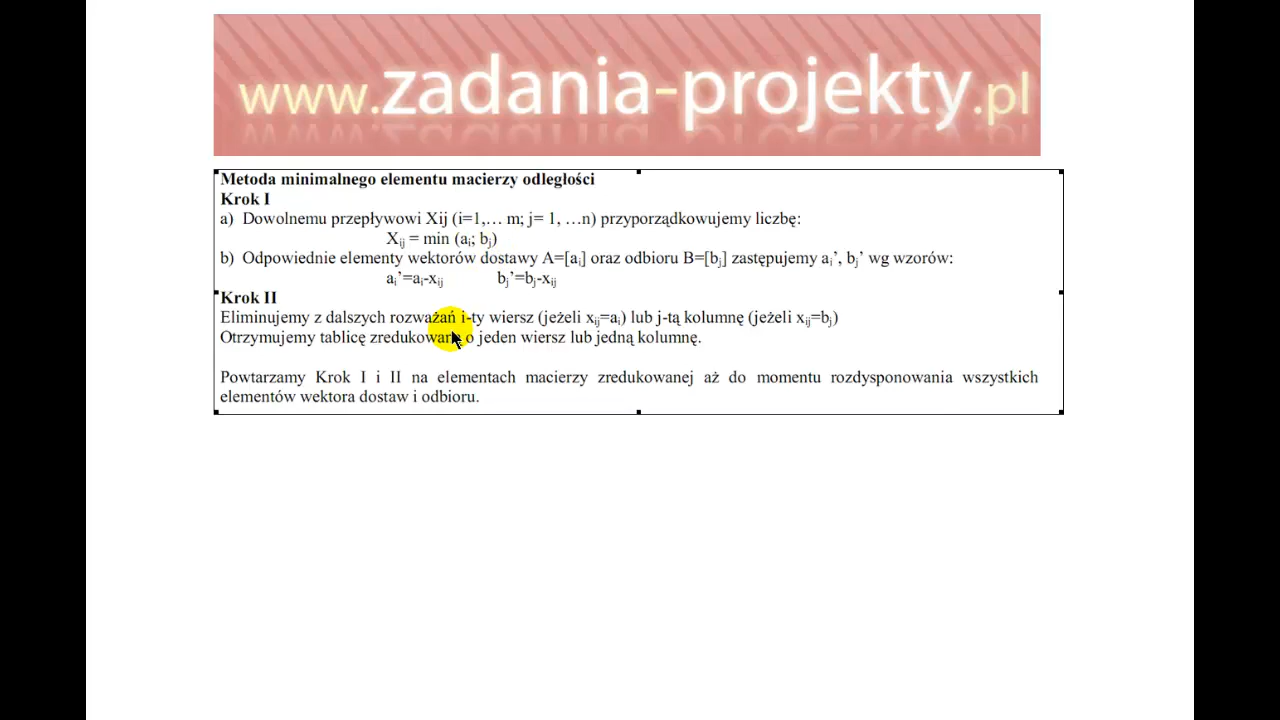 www.zadania-projekty.pl
Metoda minimalnego elementu macierzy odległości
Krok I
a) Dowolnemu przepływowi Xij (i=1,… m; j= 1, …n) przyporządkowujemy liczbę:
Xij = min (ai; bj)
b) Odpowiednie elementy wektorów dostawy A=[ai] oraz odbioru B=[bj] zastępujemy ai’, bj’ wg wzorów:
ai’=ai-xij bj’=bj-xij
Krok II
Eliminujemy z dalszych rozważań i-ty wiersz (jeżeli xij=ai) lub j-tą kolumnę (jeżeli xij=bj)
Otrzymujemy tablicę zredukowaną o jeden wiersz lub jedną kolumnę.
Powtarzamy Krok I i II na elementach macierzy zredukowanej aż do momentu rozdysponowania wszystkich
elementów wektora dostaw i odbioru.